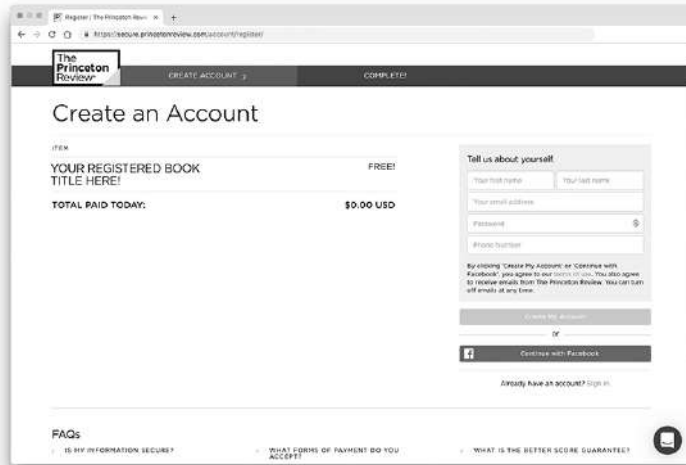 Register | The Princeton Revi
https://secure.princetonreview.com/account/register/
The
Princeton
Review
CREATE ACCOUNT
COMPLETE!
Create an Account
ITEM
YOUR REGISTERED BOOK
TITLE HERE!
FREE!
TOTAL PAID TODAY:
$0.00 USD
Tell us about yourself.
Your first name
Your last name
Your email address
Password
Phone Number
By clicking 'Create My Account' or 'Continue with
Facebook', you agree to our terms of use. You also agree
to receive emails from The Princeton Review. You can turn
off emails at any time.
Create My Account
or
Continue with Facebook
Already have an account? Sign in.
FAQs
IS MY INFORMATION SECURE?
WHAT FORMS OF PAYMENT DO YOU
ACCEPT?
WHAT IS THE BETTER SCORE GUARANTEE?